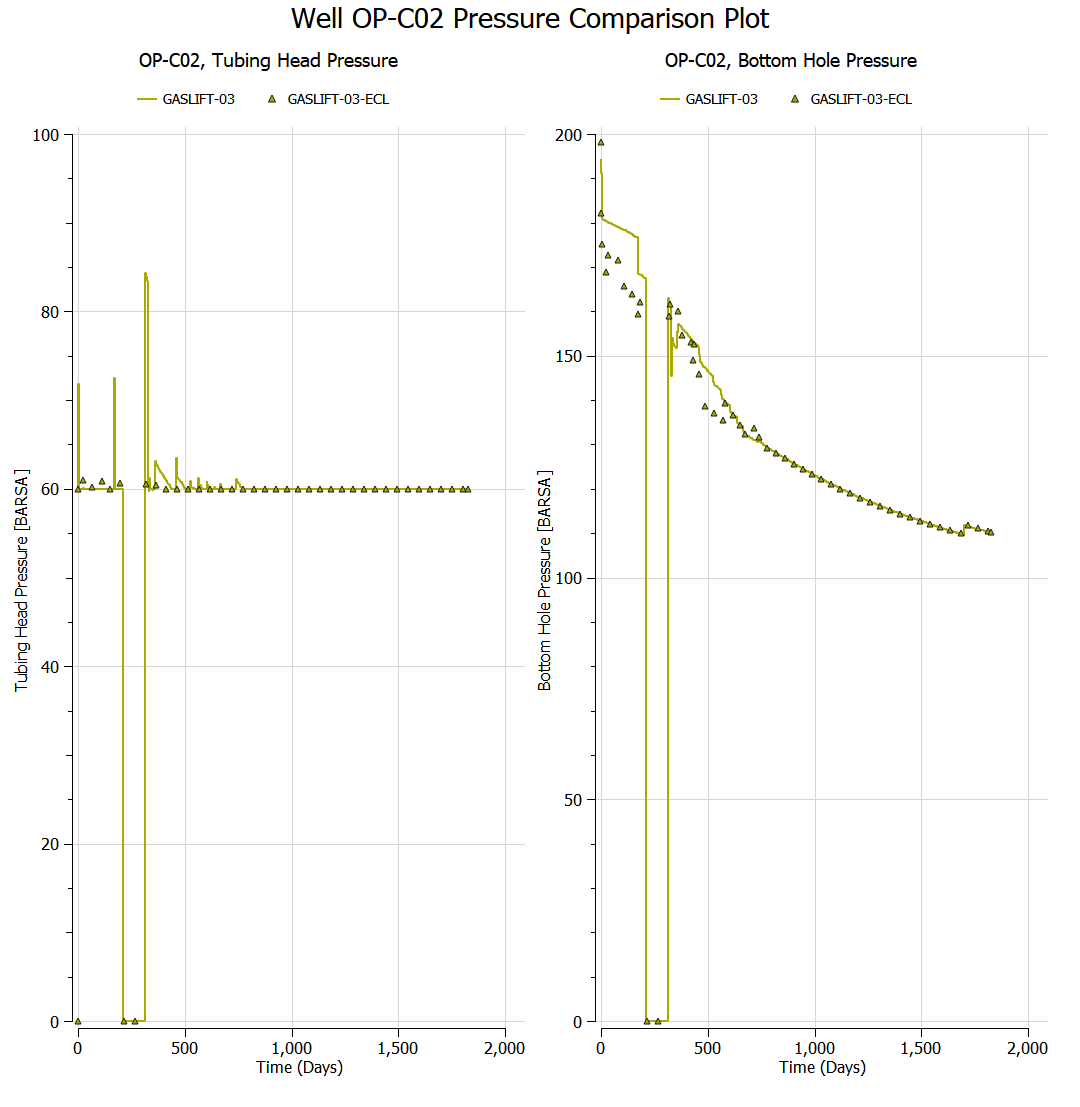 Well OP-C02 Pressure Comparison Plot
OP-C02, Tubing Head Pressure
GASLIFT-03 GASLIFT-03-ECL
Tubing Head Pressure [BARSA]
100
80
60
40
20
0
0 500 1,000 1,500 2,000
Time (Days)
OP-C02, Bottom Hole Pressure
GASLIFT-03 GASLIFT-03-ECL
Bottom Hole Pressure [BARSA]
200
150
100
50
0
0 500 1,000 1,500 2,000
Time (Days)